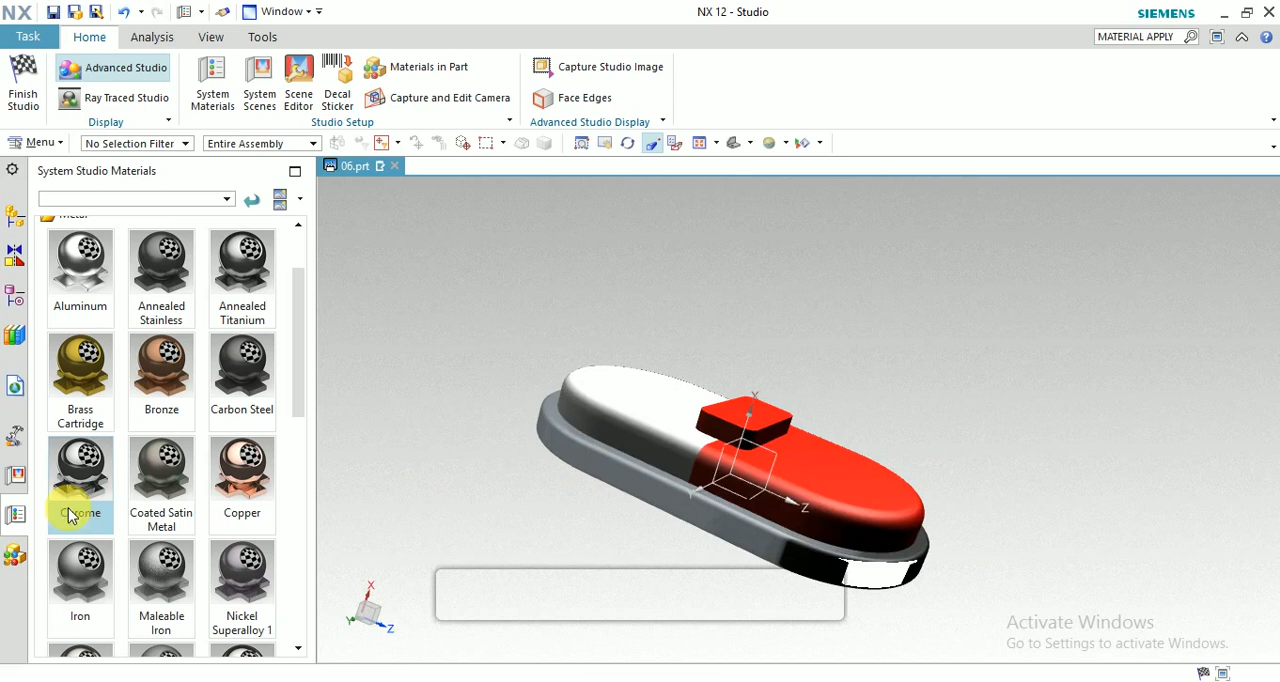 NX Window NX 12 - Studio SIEMENS
Task Home Analysis View Tools MATERIAL APPLY
Advanced Studio
Ray Traced Studio
Finish Studio
Display
System Materials
System Scenes
Scene Editor
Decal Sticker
Materials in Part
Capture and Edit Camera
Studio Setup
Capture Studio Image
Face Edges
Advanced Studio Display
Menu No Selection Filter Entire Assembly
System Studio Materials
06.prt
Metal
Aluminum
Annealed Stainless
Annealed Titanium
Brass Cartridge
Bronze
Carbon Steel
Chrome
Coated Satin Metal
Copper
Iron
Maleable Iron
Nickel Superalloy 1
X
Y
Z
X
Y
Z
Activate Windows
Go to Settings to activate Windows.